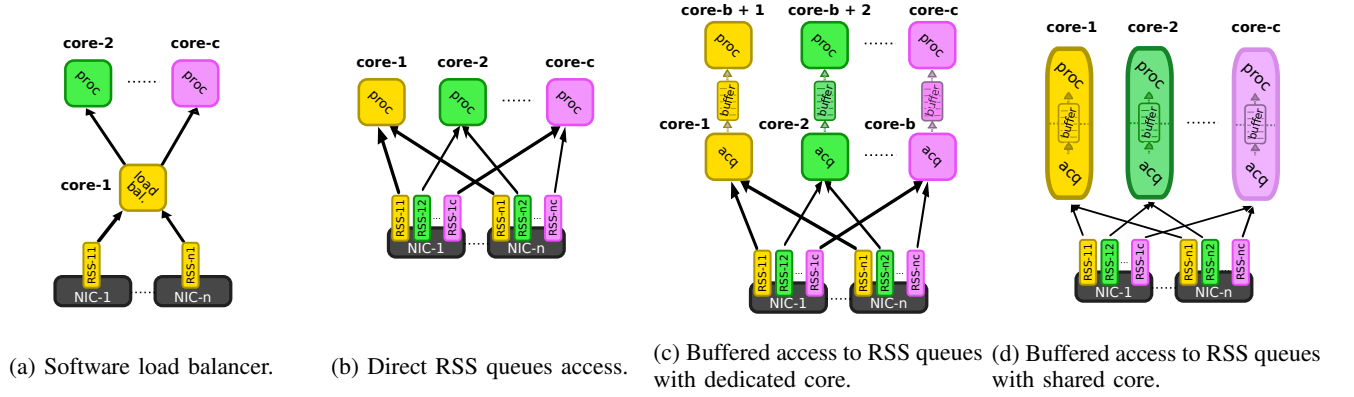 core-2 core-c
proc ...... proc
core-1
load bal.
RSS-11 RSS-n1
NIC-1 ...... NIC-n
(a) Software load balancer.
core-1 core-2 core-c
proc proc ...... proc
RSS-11 RSS-12 ... RSS-1c RSS-n1 RSS-n2 ... RSS-nc
NIC-1 ...... NIC-n
(b) Direct RSS queues access.
core-b + 1 core-b + 2 core-c
proc proc ...... proc
buffer buffer buffer
core-1 core-2 core-b
acq acq ...... acq
RSS-11 RSS-12 ... RSS-1c RSS-n1 RSS-n2 ... RSS-nc
NIC-1 ...... NIC-n
(c) Buffered access to RSS queues
with dedicated core.
core-1 core-2 core-c
proc proc proc
buffer buffer ...... buffer
acq acq acq
RSS-11 RSS-12 ... RSS-1c RSS-n1 RSS-n2 ... RSS-nc
NIC-1 ...... NIC-n
(d) Buffered access to RSS queues
with shared core.